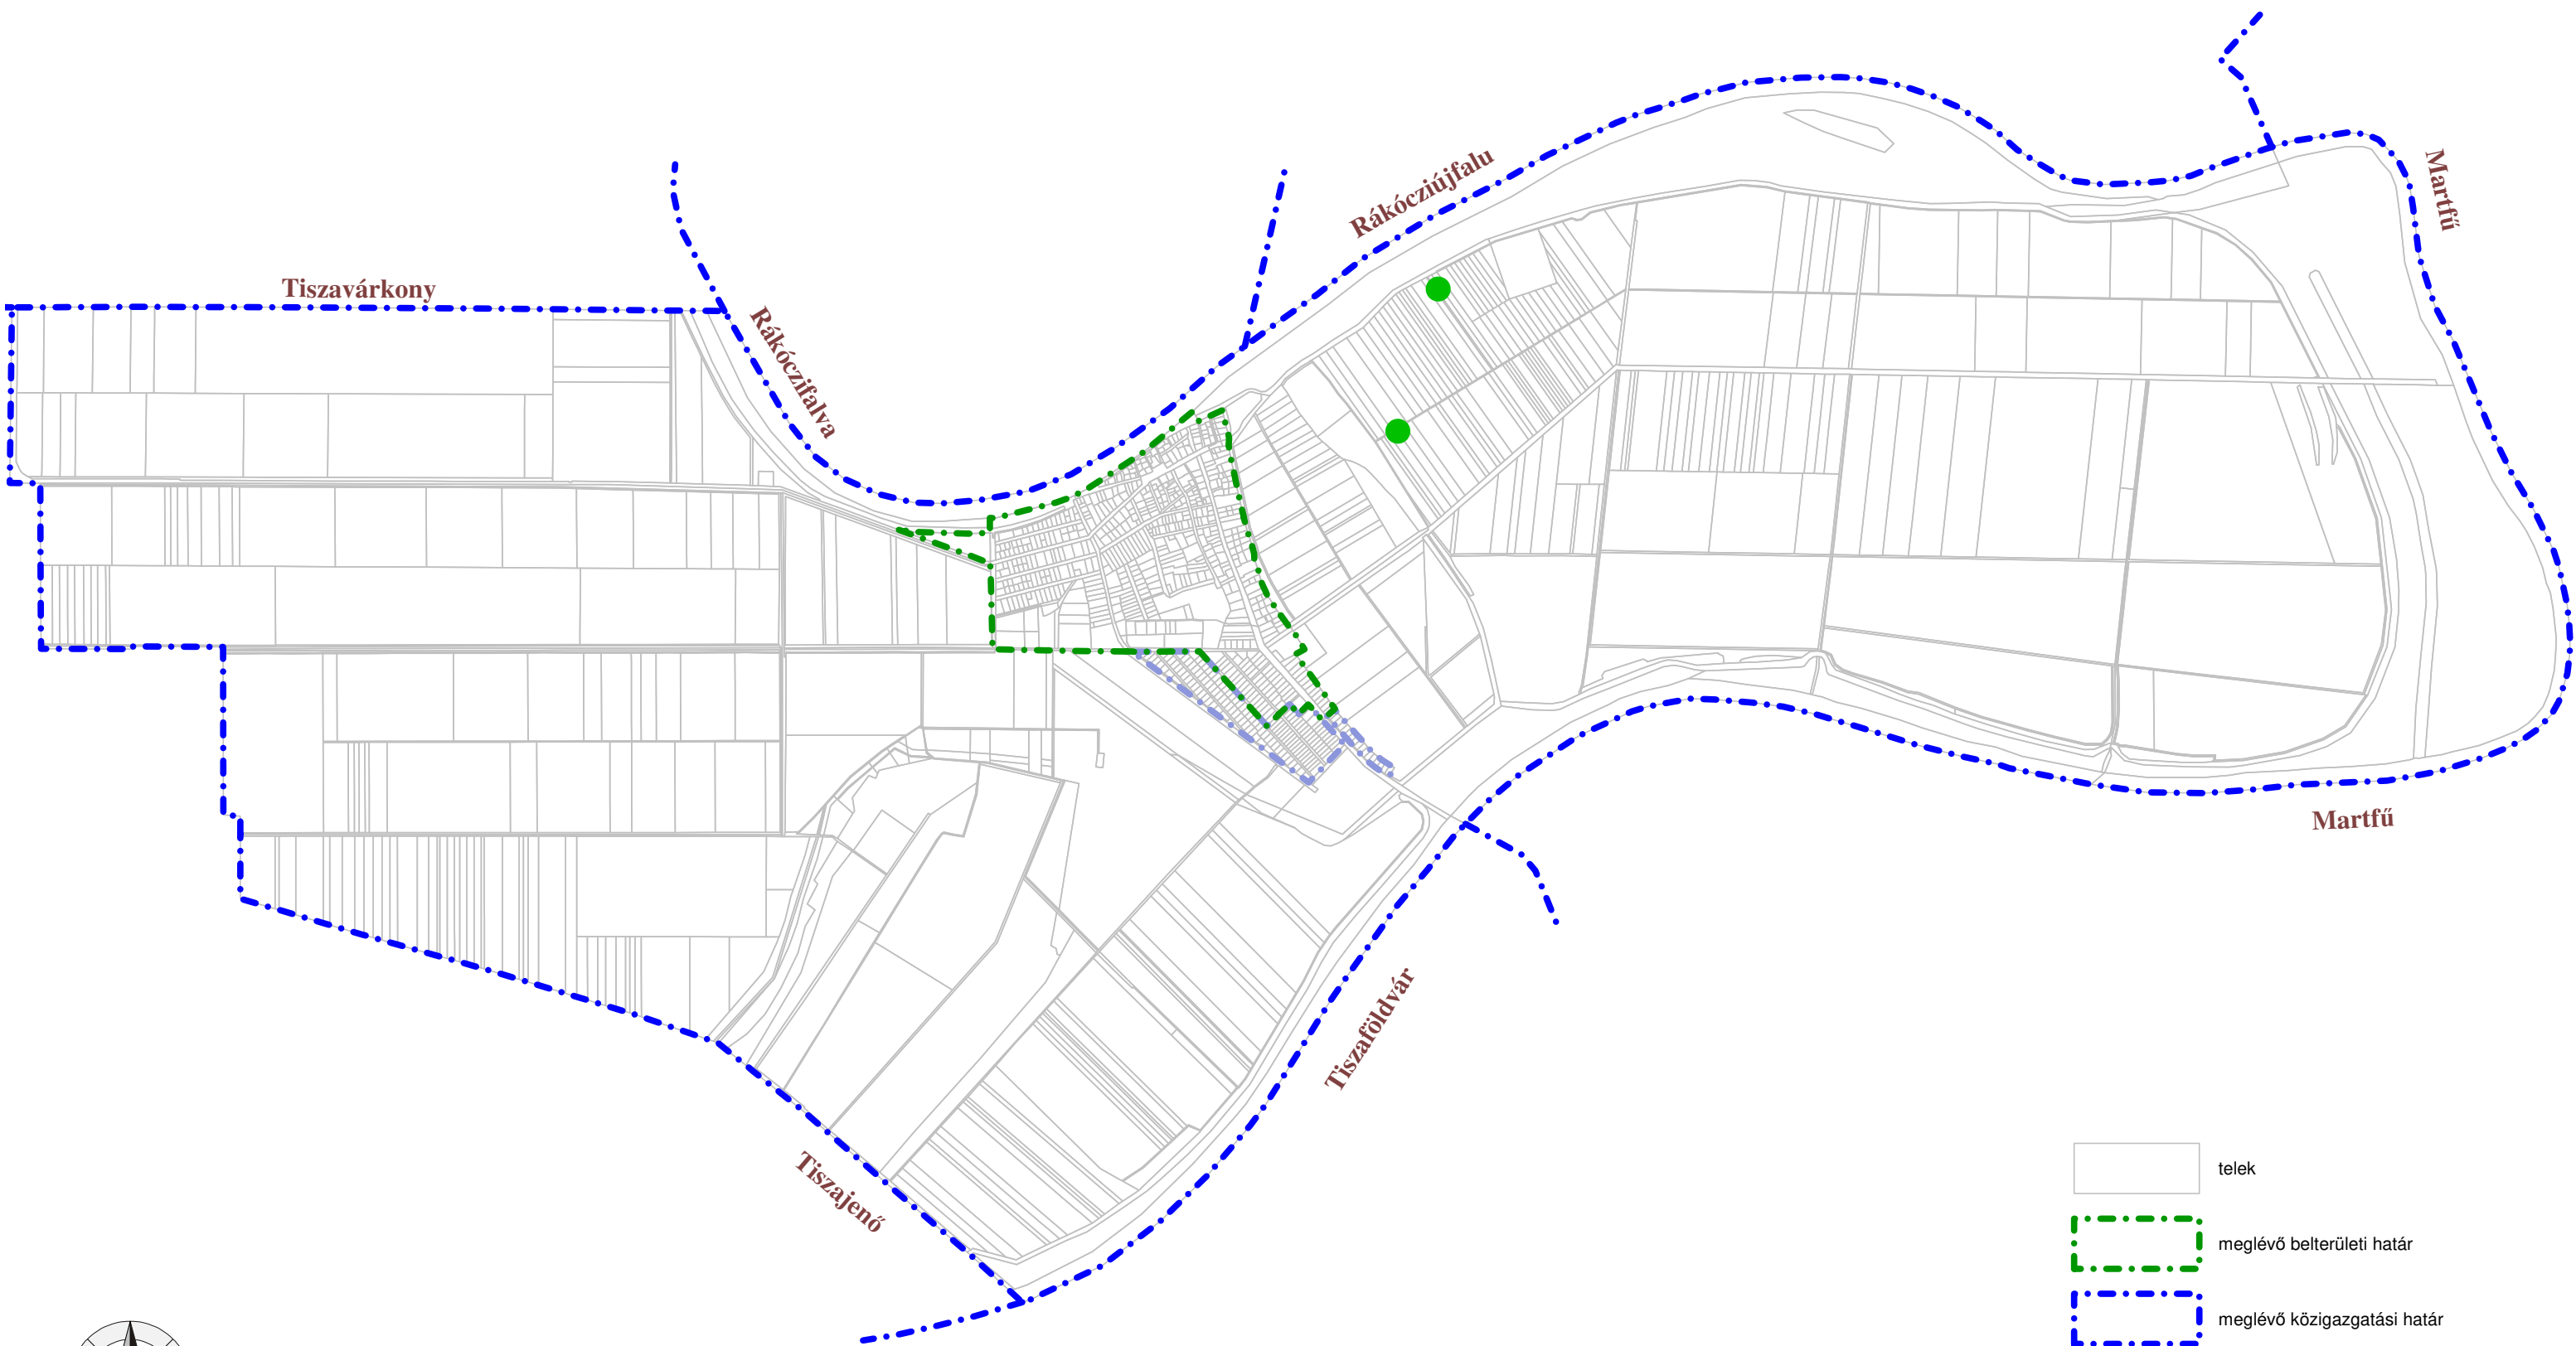 Martfű
Rákócziújfalu
Tiszavárkony
Rákóczifalva
Martfű
Tiszaföldvár
Tiszajenő
telek
meglévő belterületi határ
meglévő közigazgatási határ